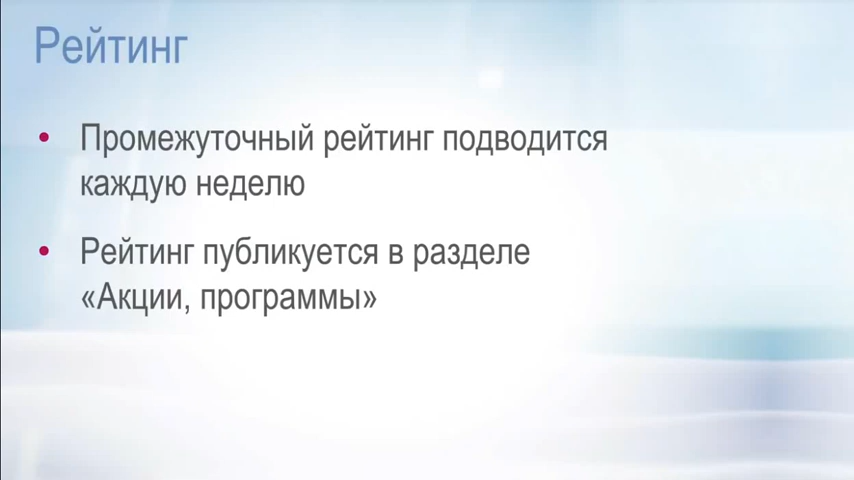 Рейтинг
• Промежуточный рейтинг подводится
каждую неделю
• Рейтинг публикуется в разделе
«Акции, программы»